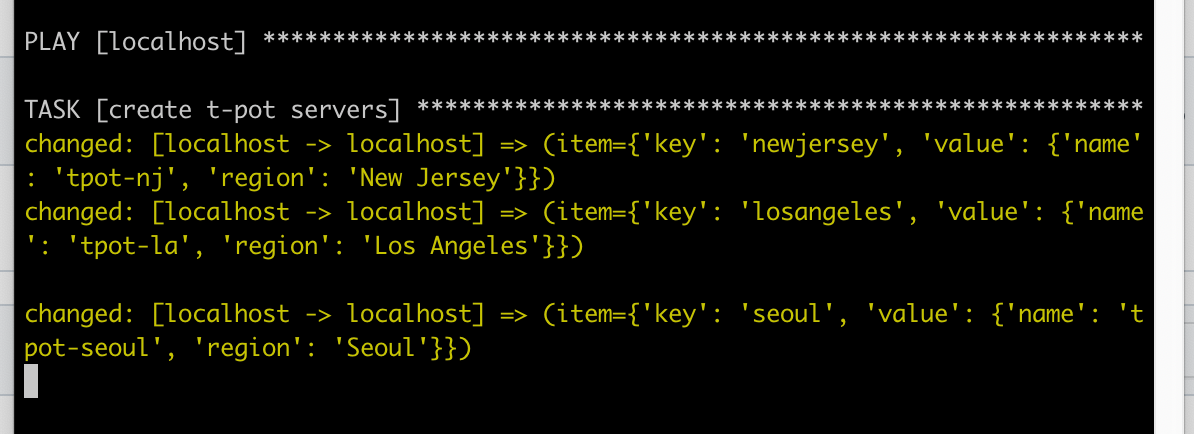 PLAY [localhost] ***************************************************************
TASK [create t-pot servers] ****************************************************
changed: [localhost -> localhost] => (item={'key': 'newjersey', 'value': {'name'
: 'tpot-nj', 'region': 'New Jersey'}})
changed: [localhost -> localhost] => (item={'key': 'losangeles', 'value': {'name
': 'tpot-la', 'region': 'Los Angeles'}})
changed: [localhost -> localhost] => (item={'key': 'seoul', 'value': {'name': 't
pot-seoul', 'region': 'Seoul'}})